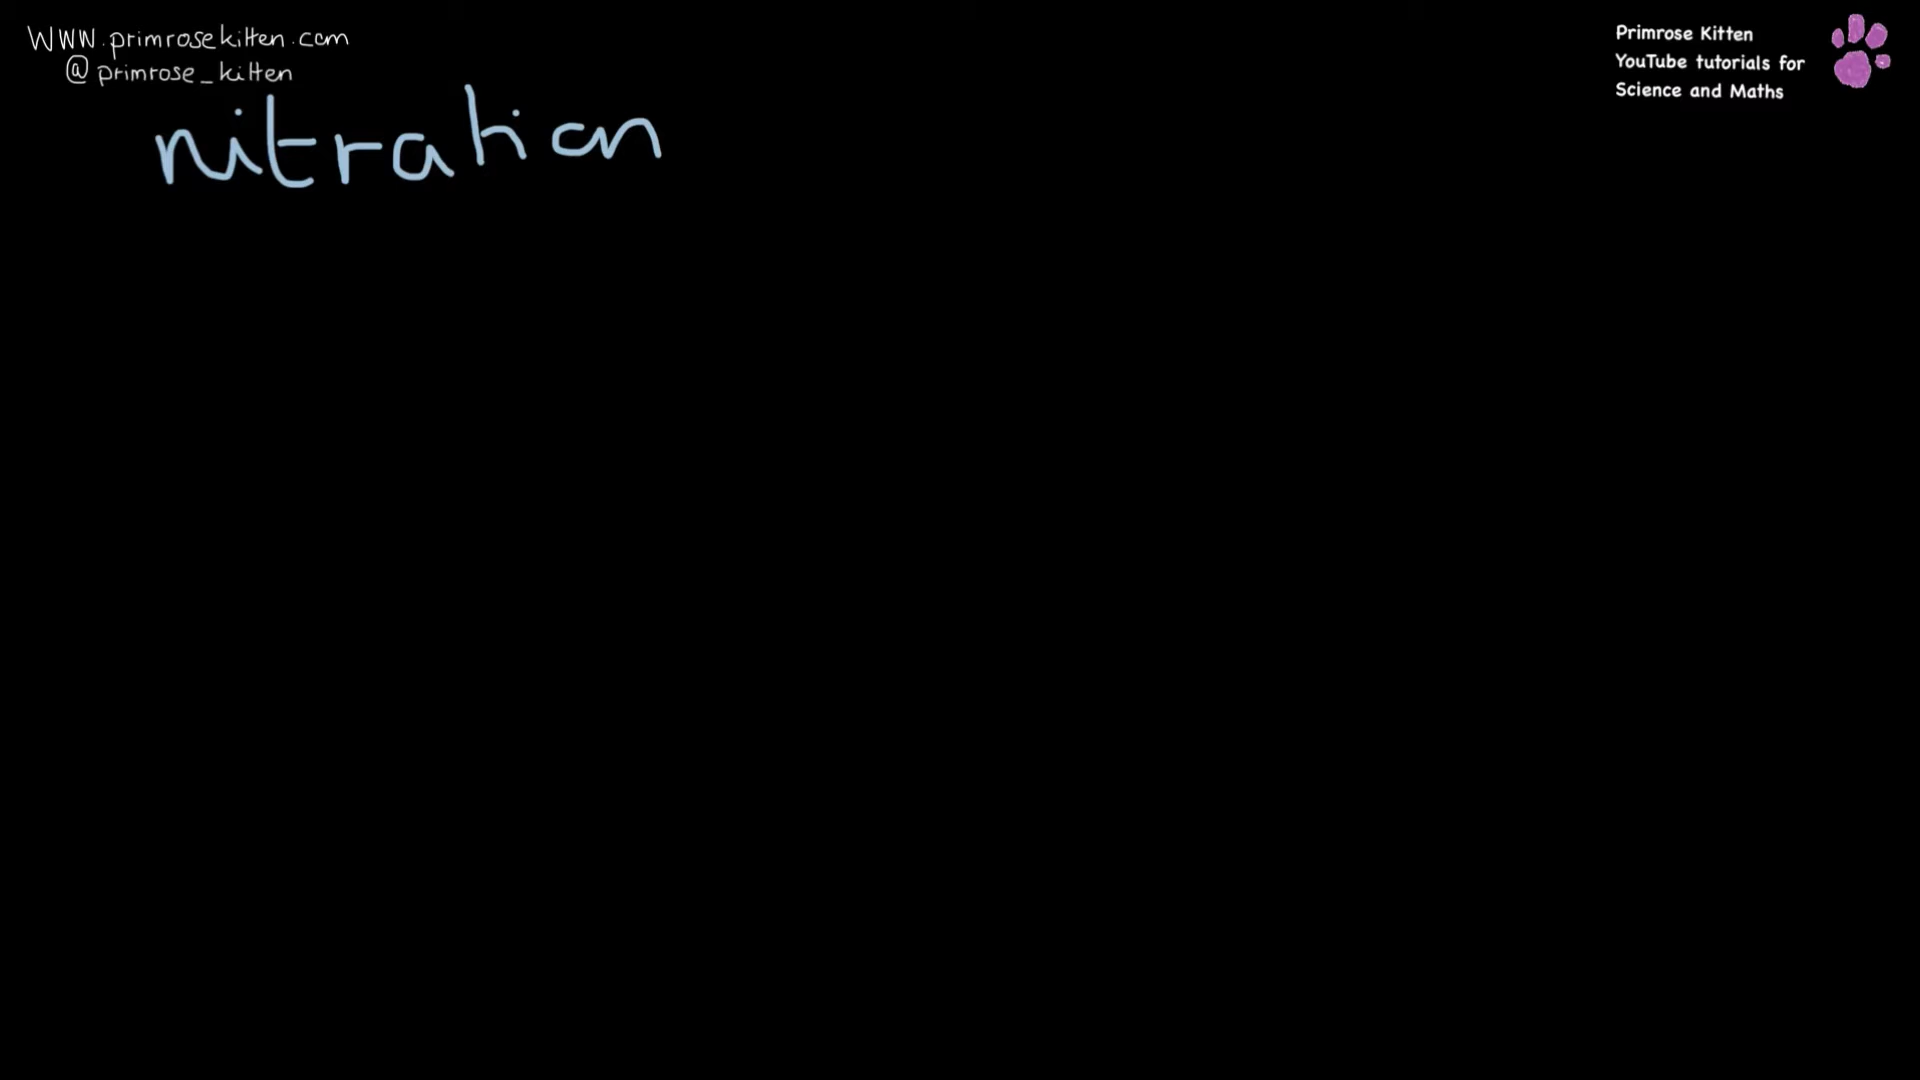 www.primrosekitten.com
@primrose_kitten
nitration
Primrose Kitten
YouTube tutorials for
Science and Maths